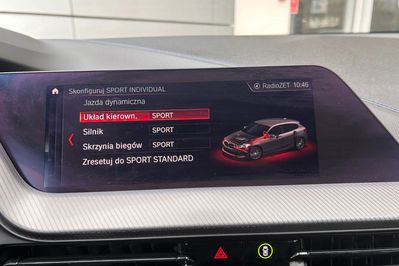 Skonfiguruj SPORT INDIVIDUAL
RadioZET 10:46
Jazda dynamiczna
Układ kierown. SPORT
Silnik SPORT
Skrzynia biegów SPORT
Zresetuj do SPORT STANDARD